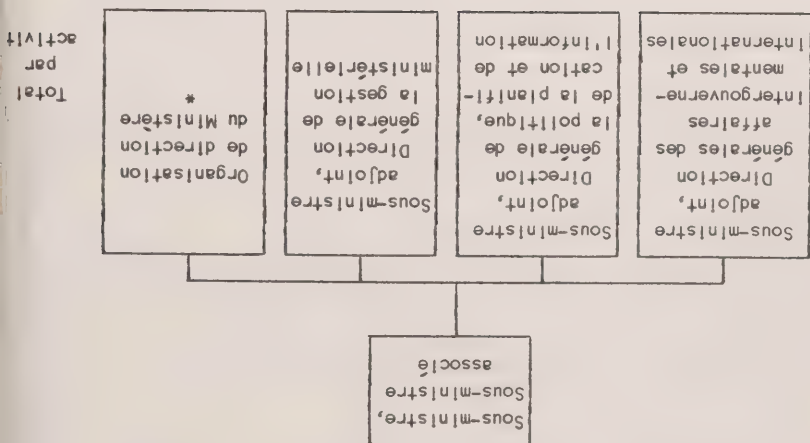 Sous-ministre,
Sous-ministre
associé
Sous-ministre
adjoint,
Direction
générale des
affaires
intergouverne-
mentales et
internationales
Sous-ministre
adjoint,
Direction
générale de
la politique,
de la planifi-
cation et de
l'information
Sous-ministre
adjoint,
Direction
générale de
la gestion
ministérielle
Organisation
de direction
du Ministère
*
Total
par
activit